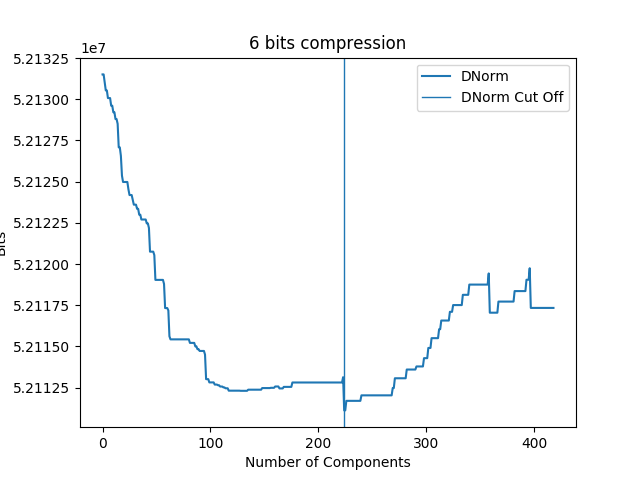 6 bits compression
1e7
5.21325
5.21300
5.21275
5.21250
5.21225
5.21200
5.21175
5.21150
5.21125
Bits
DNorm
DNorm Cut Off
0 100 200 300 400
Number of Components